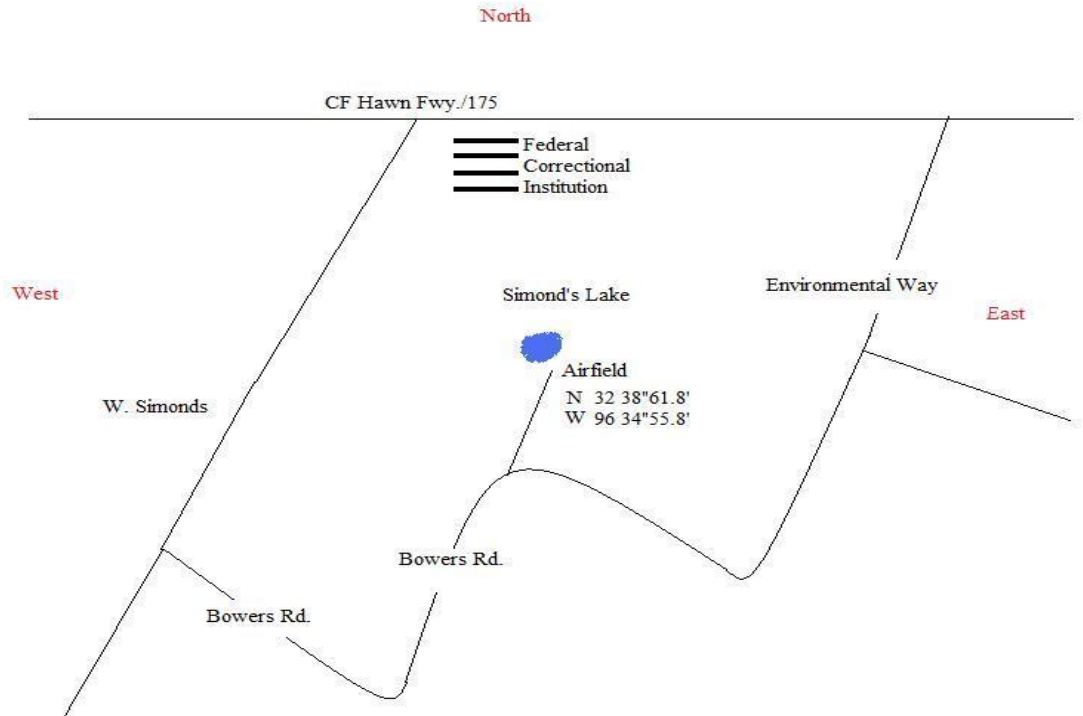 North
CF Hawn Fwy./175
Federal
Correctional
Institution
West
Simond's Lake
Environmental Way
East
Airfield
N 32 38"61.8'
W 96 34"55.8'
W. Simonds
Bowers Rd.
Bowers Rd.